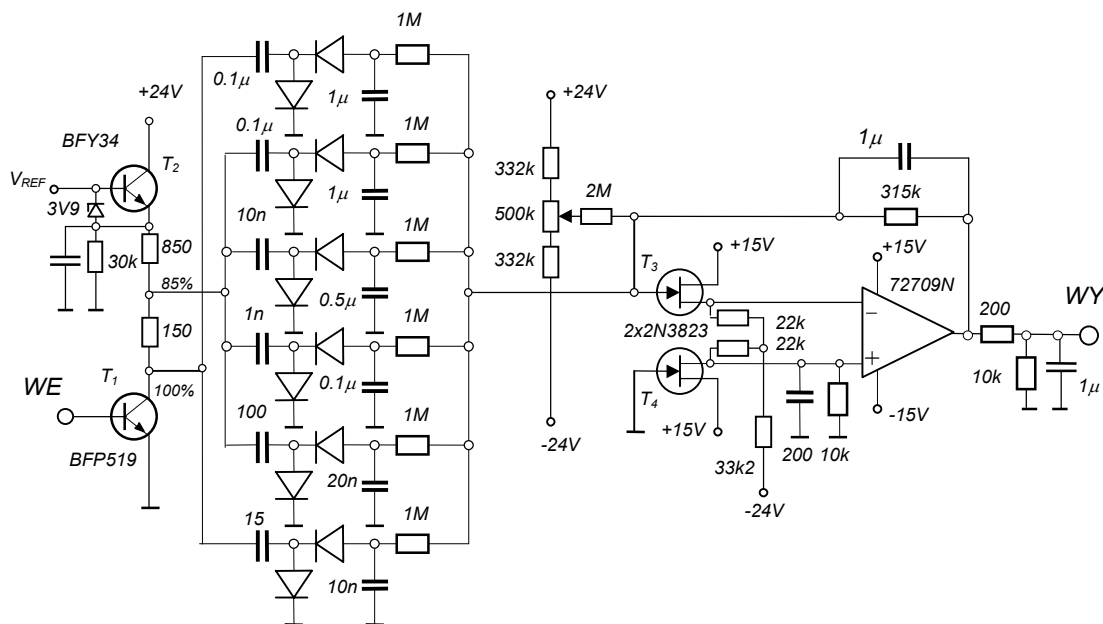 1M
0.1μ
+24V
1μ
BFY34
T2
VREF
3V9
30k
850
85%
150
100%
T1
WE
BFP519
0.1μ
1M
1μ
10n
1M
0.5μ
1n
1M
0.1μ
100
1M
20n
15
1M
10n
+24V
332k
500k
2M
332k
-24V
1μ
315k
+15V
T3
+15V
72709N
2x2N3823
22k
22k
−
+
T4
+15V
-15V
200
10k
33k2
-24V
200
WY
10k
1μ